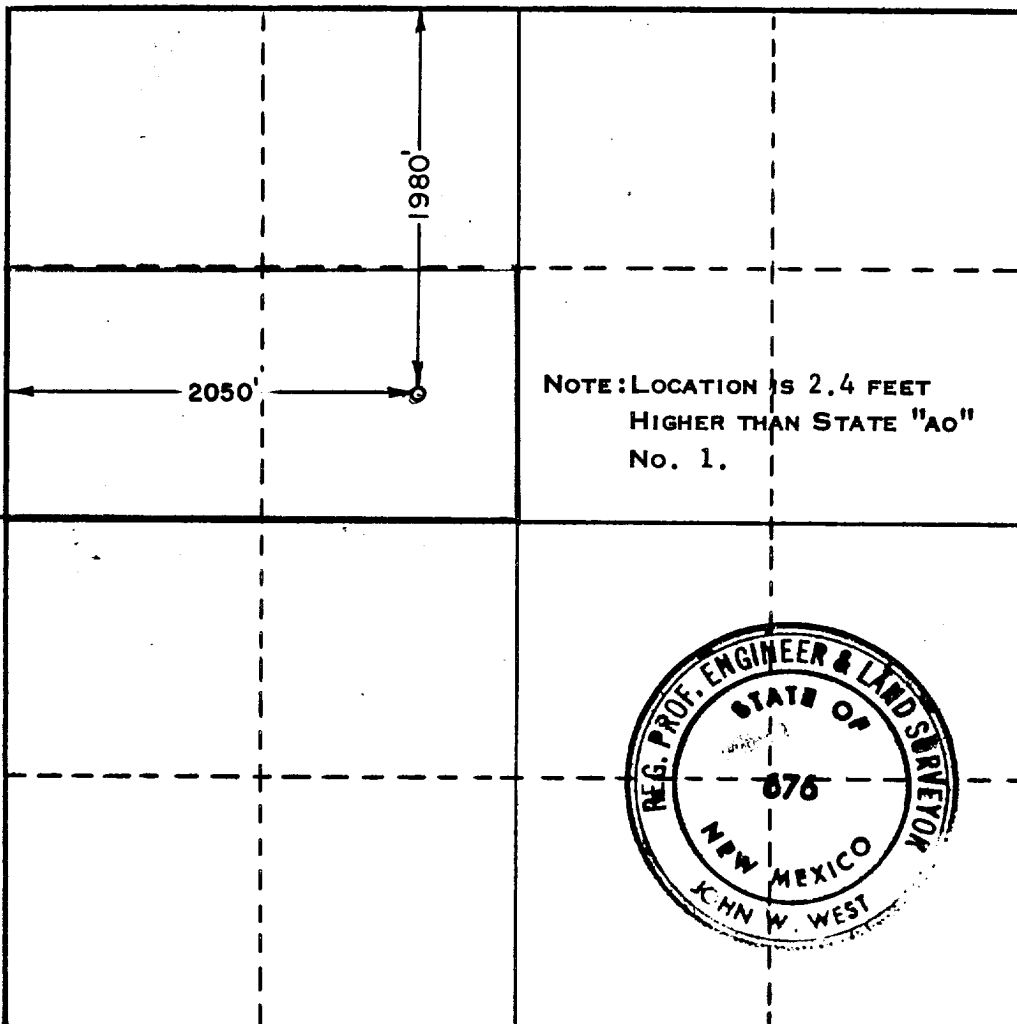 1980'
2050'
NOTE: LOCATION IS 2.4 FEET
HIGHER THAN STATE "AO"
No. 1.
REG. PROF. ENGINEER & LAND SURVEYOR
STATE OF
676
NEW MEXICO
JOHN W. WEST